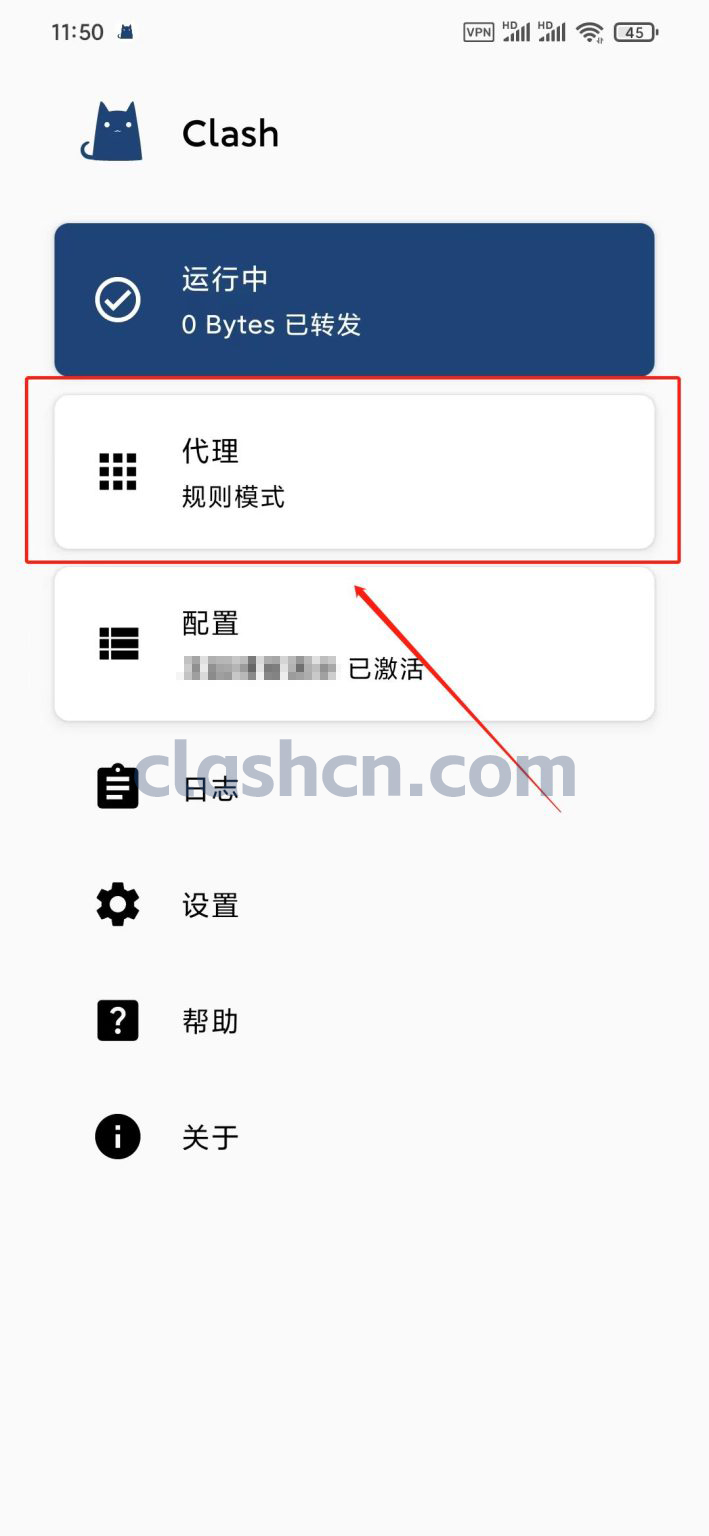 11:50
VPN HD HD 45
Clash
运行中
0 Bytes 已转发
代理
规则模式
配置
已激活
clashcn.com
日志
设置
帮助
关于